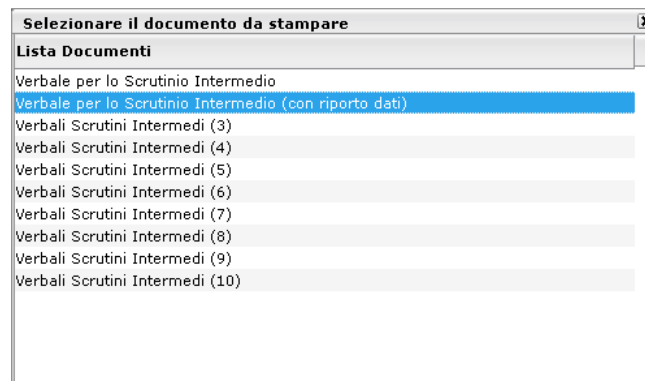 Selezionare il documento da stampare
Lista Documenti
Verbale per lo Scrutinio Intermedio
Verbale per lo Scrutinio Intermedio (con riporto dati)
Verbali Scrutini Intermedi (3)
Verbali Scrutini Intermedi (4)
Verbali Scrutini Intermedi (5)
Verbali Scrutini Intermedi (6)
Verbali Scrutini Intermedi (7)
Verbali Scrutini Intermedi (8)
Verbali Scrutini Intermedi (9)
Verbali Scrutini Intermedi (10)